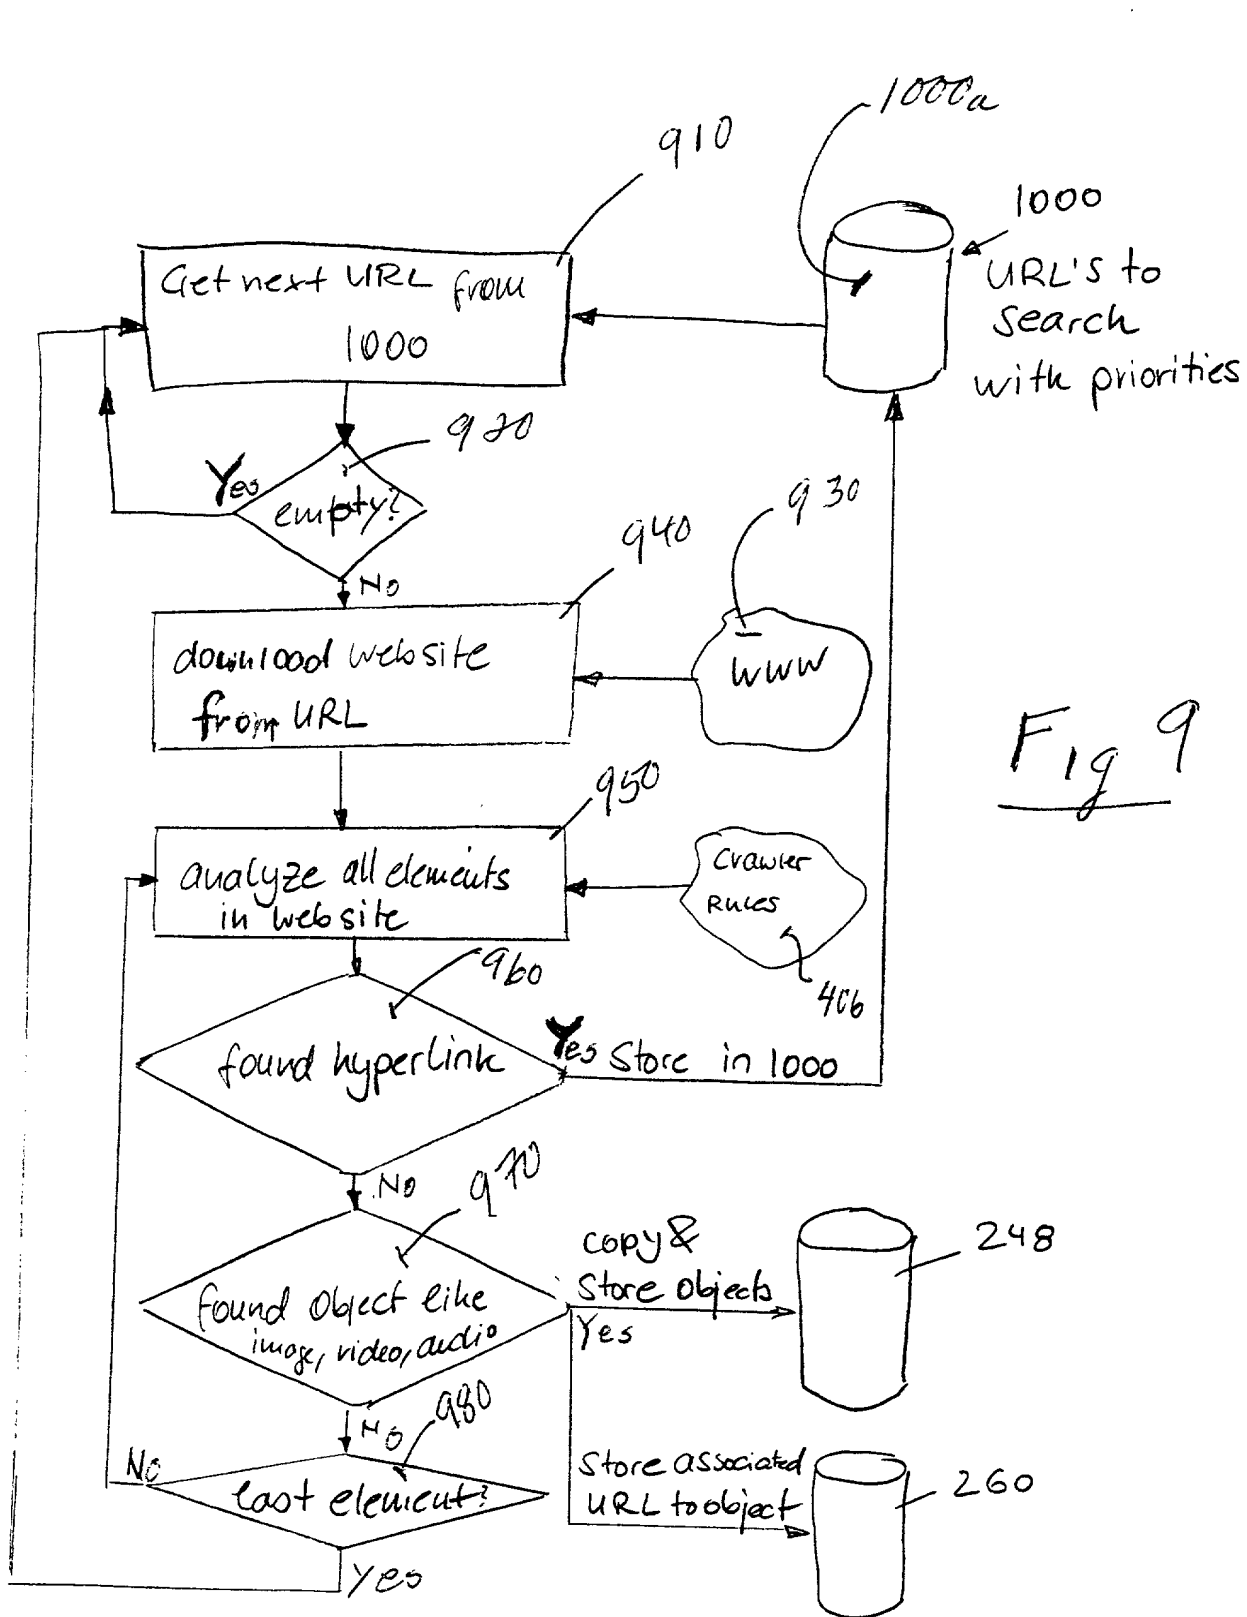 1000a
910
1000
URL's to
search
with priorities
Get next URL from
1000
920
Yes
empty?
930
940
No
www
download website
from URL
Fig 9
950
analyze all elements
in website
Crawler
Rules
406
960
found hyperlink
Yes Store in 1000
No
970
copy &
Store Objects
Yes
248
found object like
image, video, audio
980
No
No
last element?
Store associated
URL to object
260
Yes